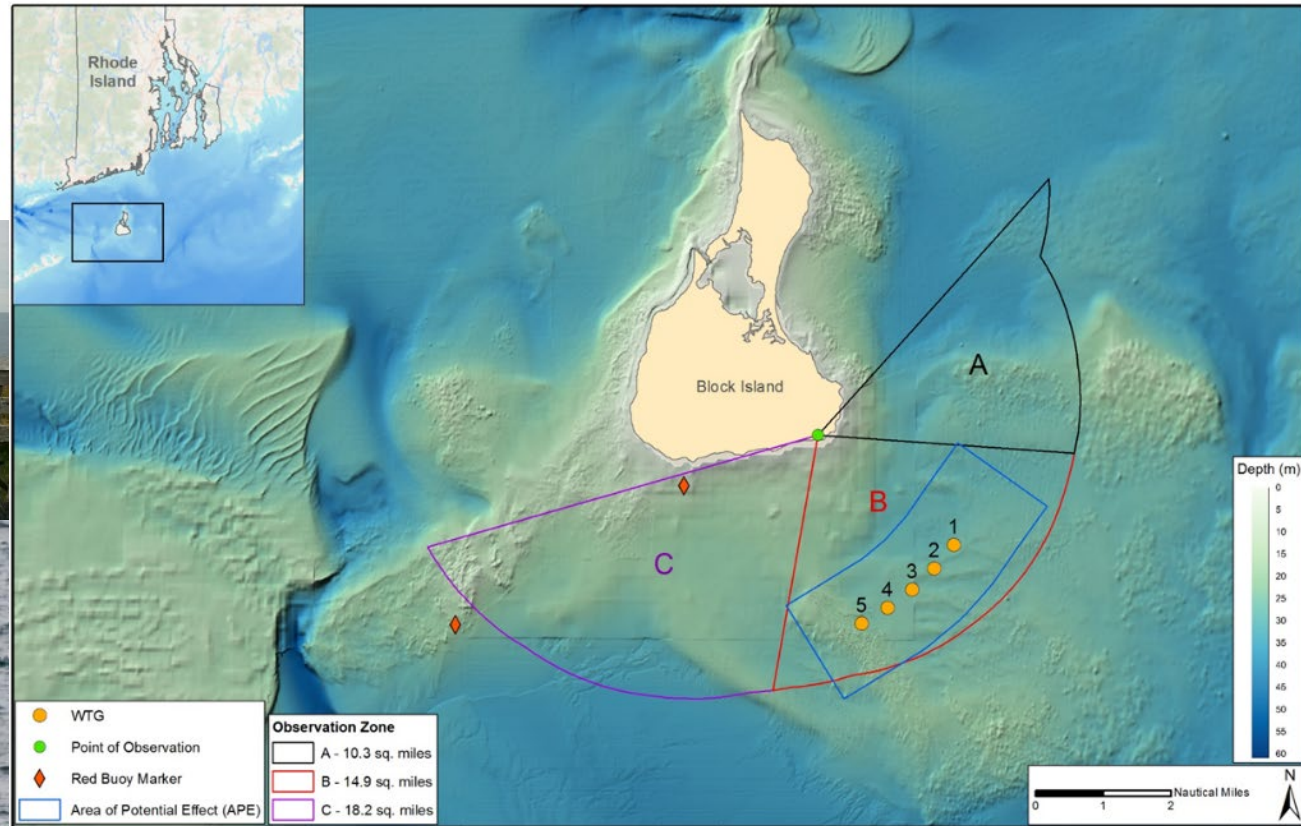 Rhode
Island
A
Block Island
B
1
2
3
4
5
C
Depth (m)
0
5
10
15
20
25
30
35
40
45
50
55
60
WTG
Point of Observation
Red Buoy Marker
Area of Potential Effect (APE)
Observation Zone
A - 10.3 sq. miles
B - 14.9 sq. miles
C - 18.2 sq. miles
N
Nautical Miles
0 1 2